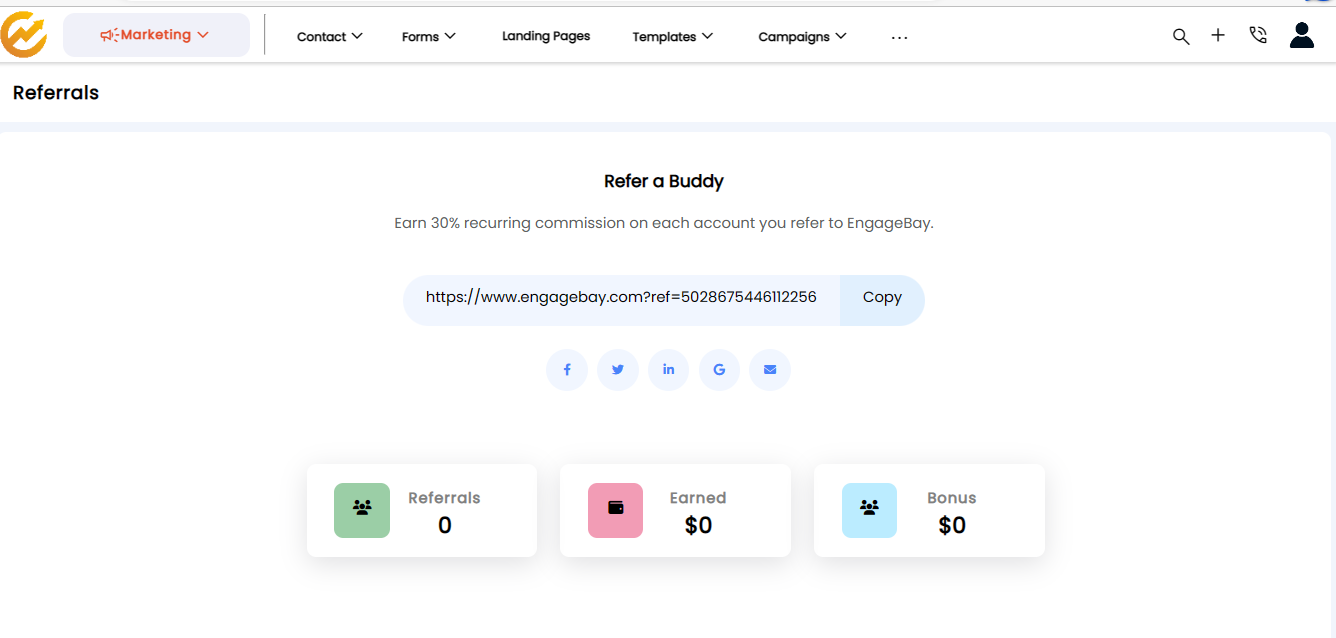 Marketing Contact Forms Landing Pages Templates Campaigns ...
Referrals
Refer a Buddy
Earn 30% recurring commission on each account you refer to EngageBay.
https://www.engagebay.com?ref=5028675446112256 Copy
f in G
Referrals Earned Bonus
0 $0 $0